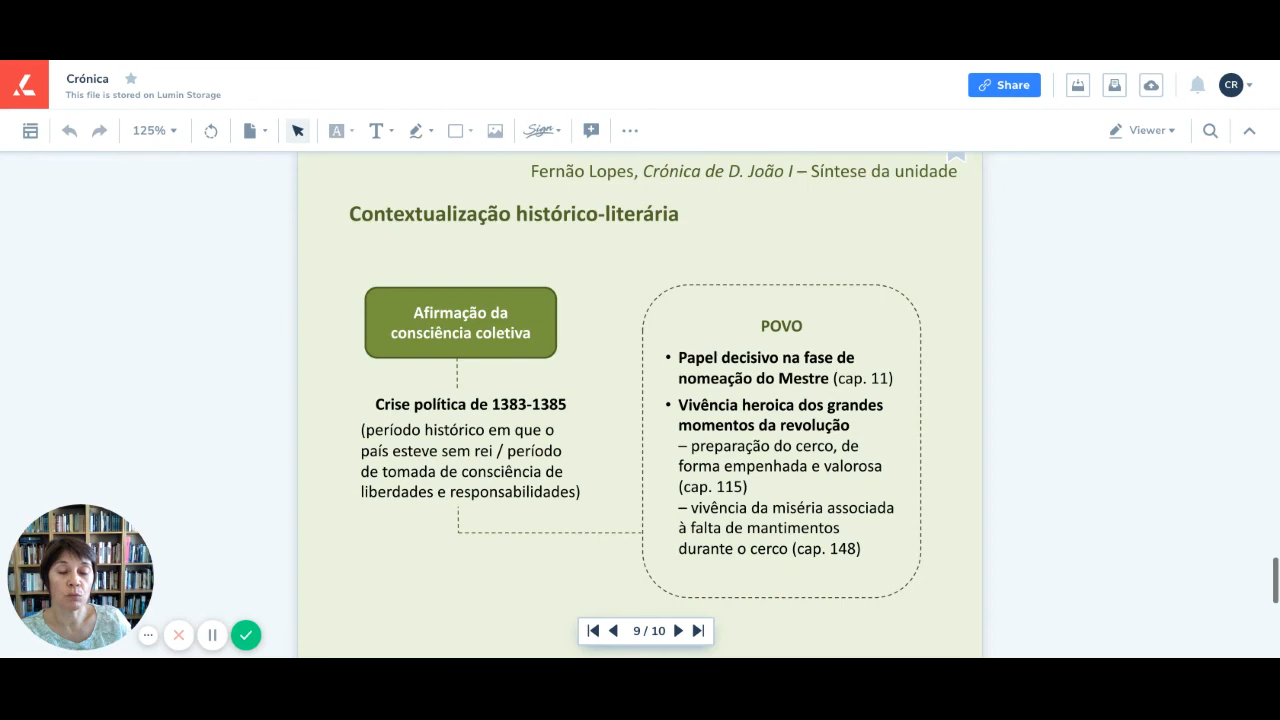 Crónica
This file is stored on Lumin Storage
Share
CR
125%
A
T
Sign
Viewer
Fernão Lopes, Crónica de D. João I – Síntese da unidade
Contextualização histórico-literária
Afirmação da
consciência coletiva
Crise política de 1383-1385
(período histórico em que o
país esteve sem rei / período
de tomada de consciência de
liberdades e responsabilidades)
POVO
• Papel decisivo na fase de
nomeação do Mestre (cap. 11)
• Vivência heroica dos grandes
momentos da revolução
– preparação do cerco, de
forma empenhada e valorosa
(cap. 115)
– vivência da miséria associada
à falta de mantimentos
durante o cerco (cap. 148)
9 / 10